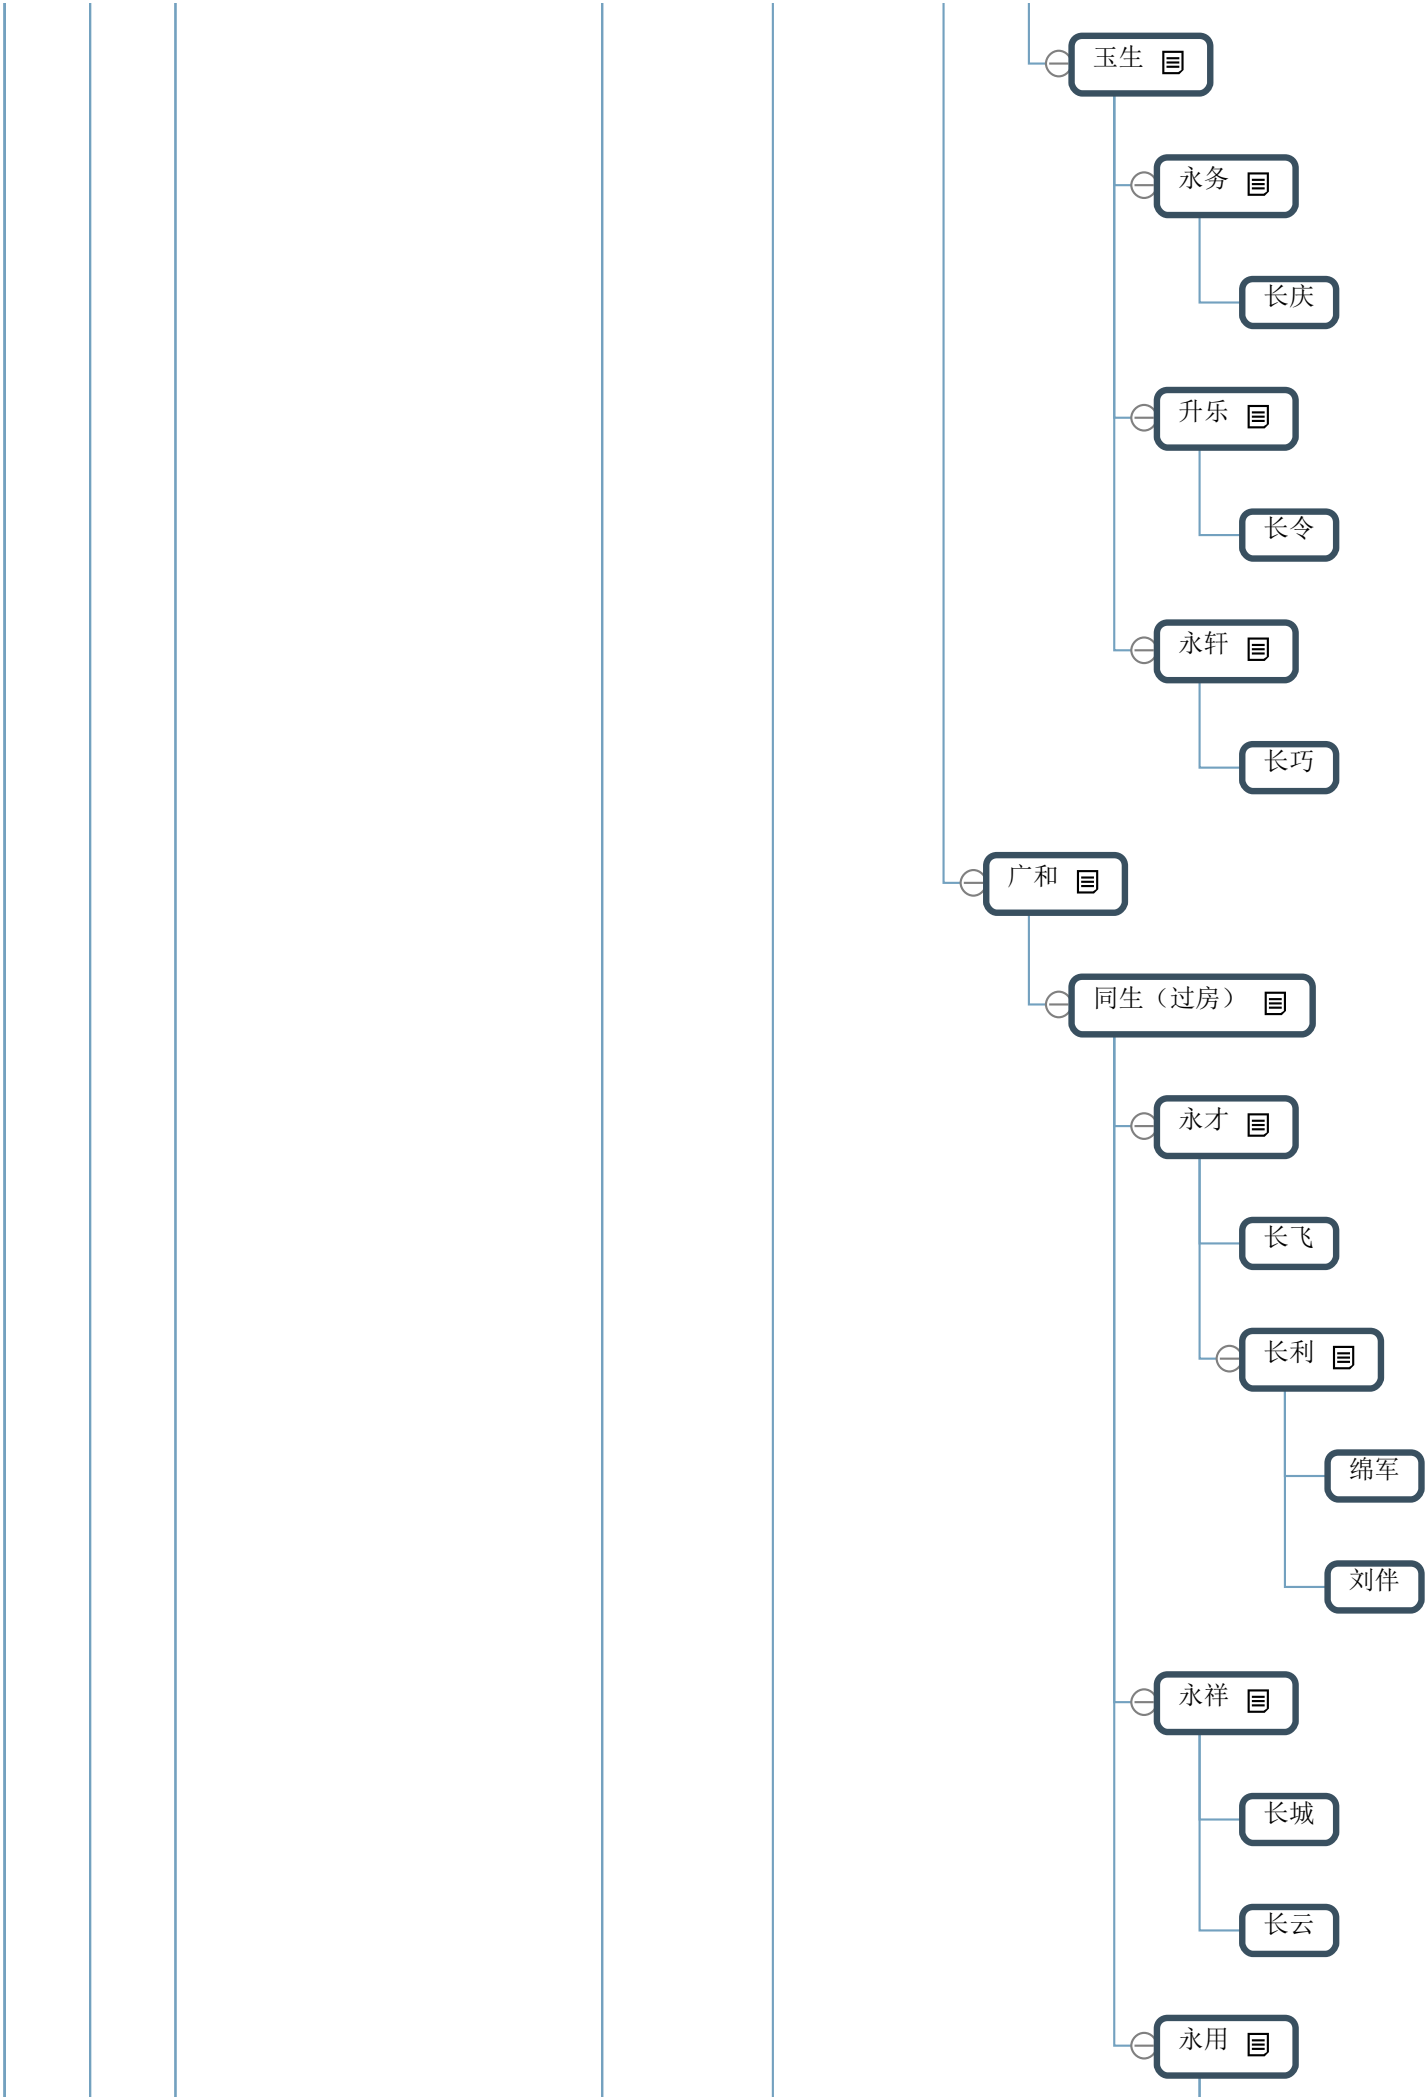 玉生
永务
长庆
升乐
长令
永轩
长巧
广和
同生（过房）
永才
长飞
长利
绵军
刘伴
永祥
长城
长云
永用